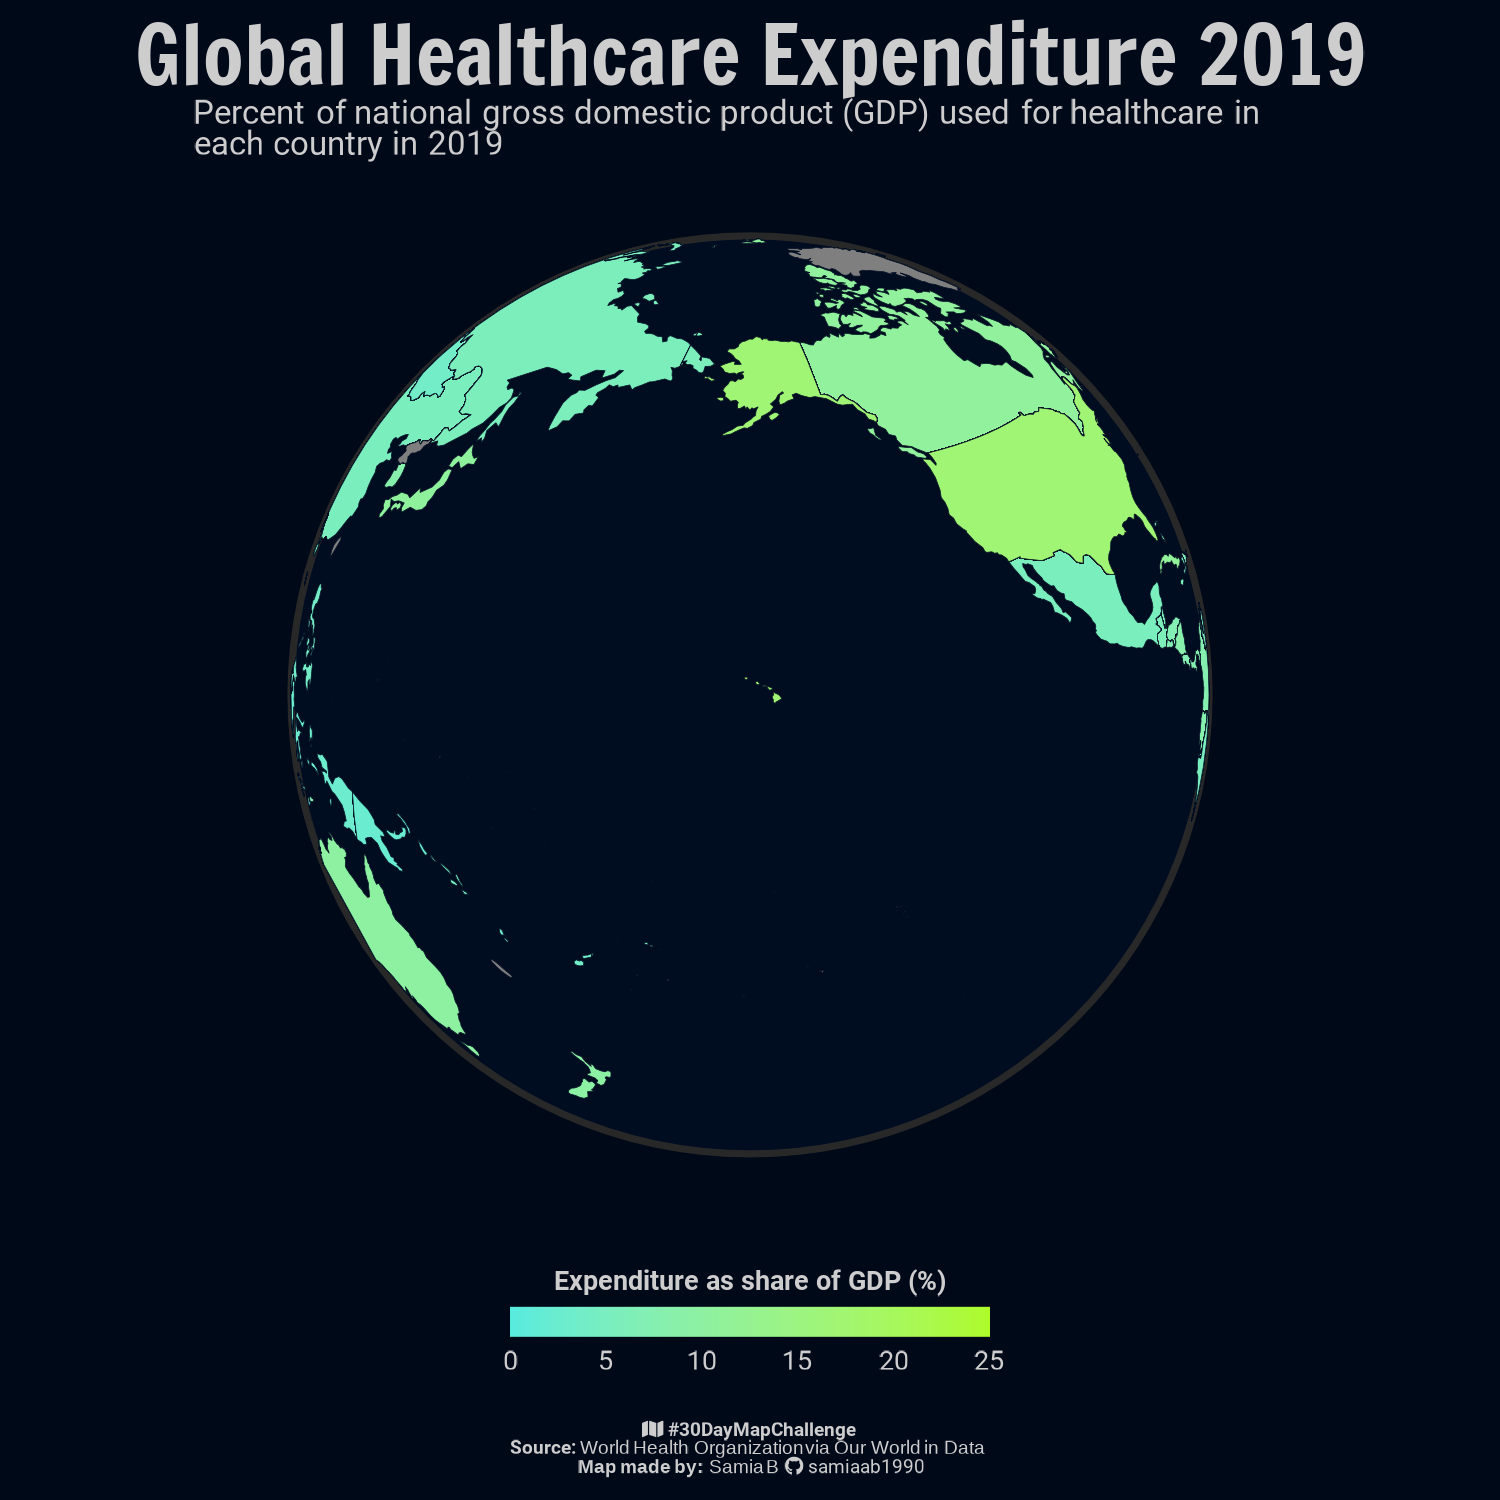 Global Healthcare Expenditure 2019
Percent of national gross domestic product (GDP) used for healthcare in
each country in 2019
Expenditure as share of GDP (%)
0 5 10 15 20 25
#30DayMapChallenge
Source: World Health Organization via Our World in Data
Map made by: Samia B samiaab1990